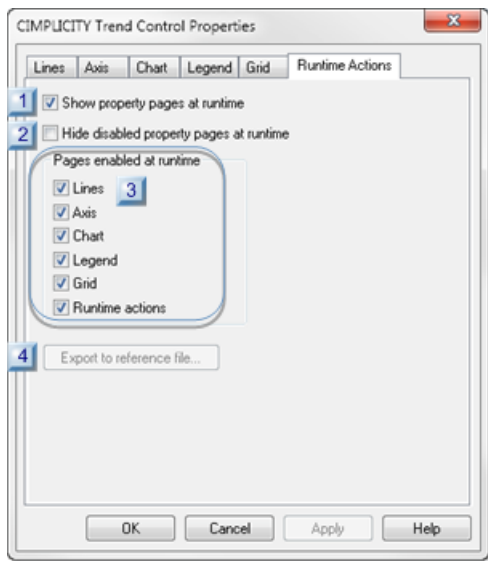 CIMPLICITY Trend Control Properties
Lines Axis Chart Legend Grid Runtime Actions
1 Show property pages at runtime
2 Hide disabled property pages at runtime
Pages enabled at runtime
Lines 3
Axis
Chart
Legend
Grid
Runtime actions
4 Export to reference file...
OK Cancel Apply Help